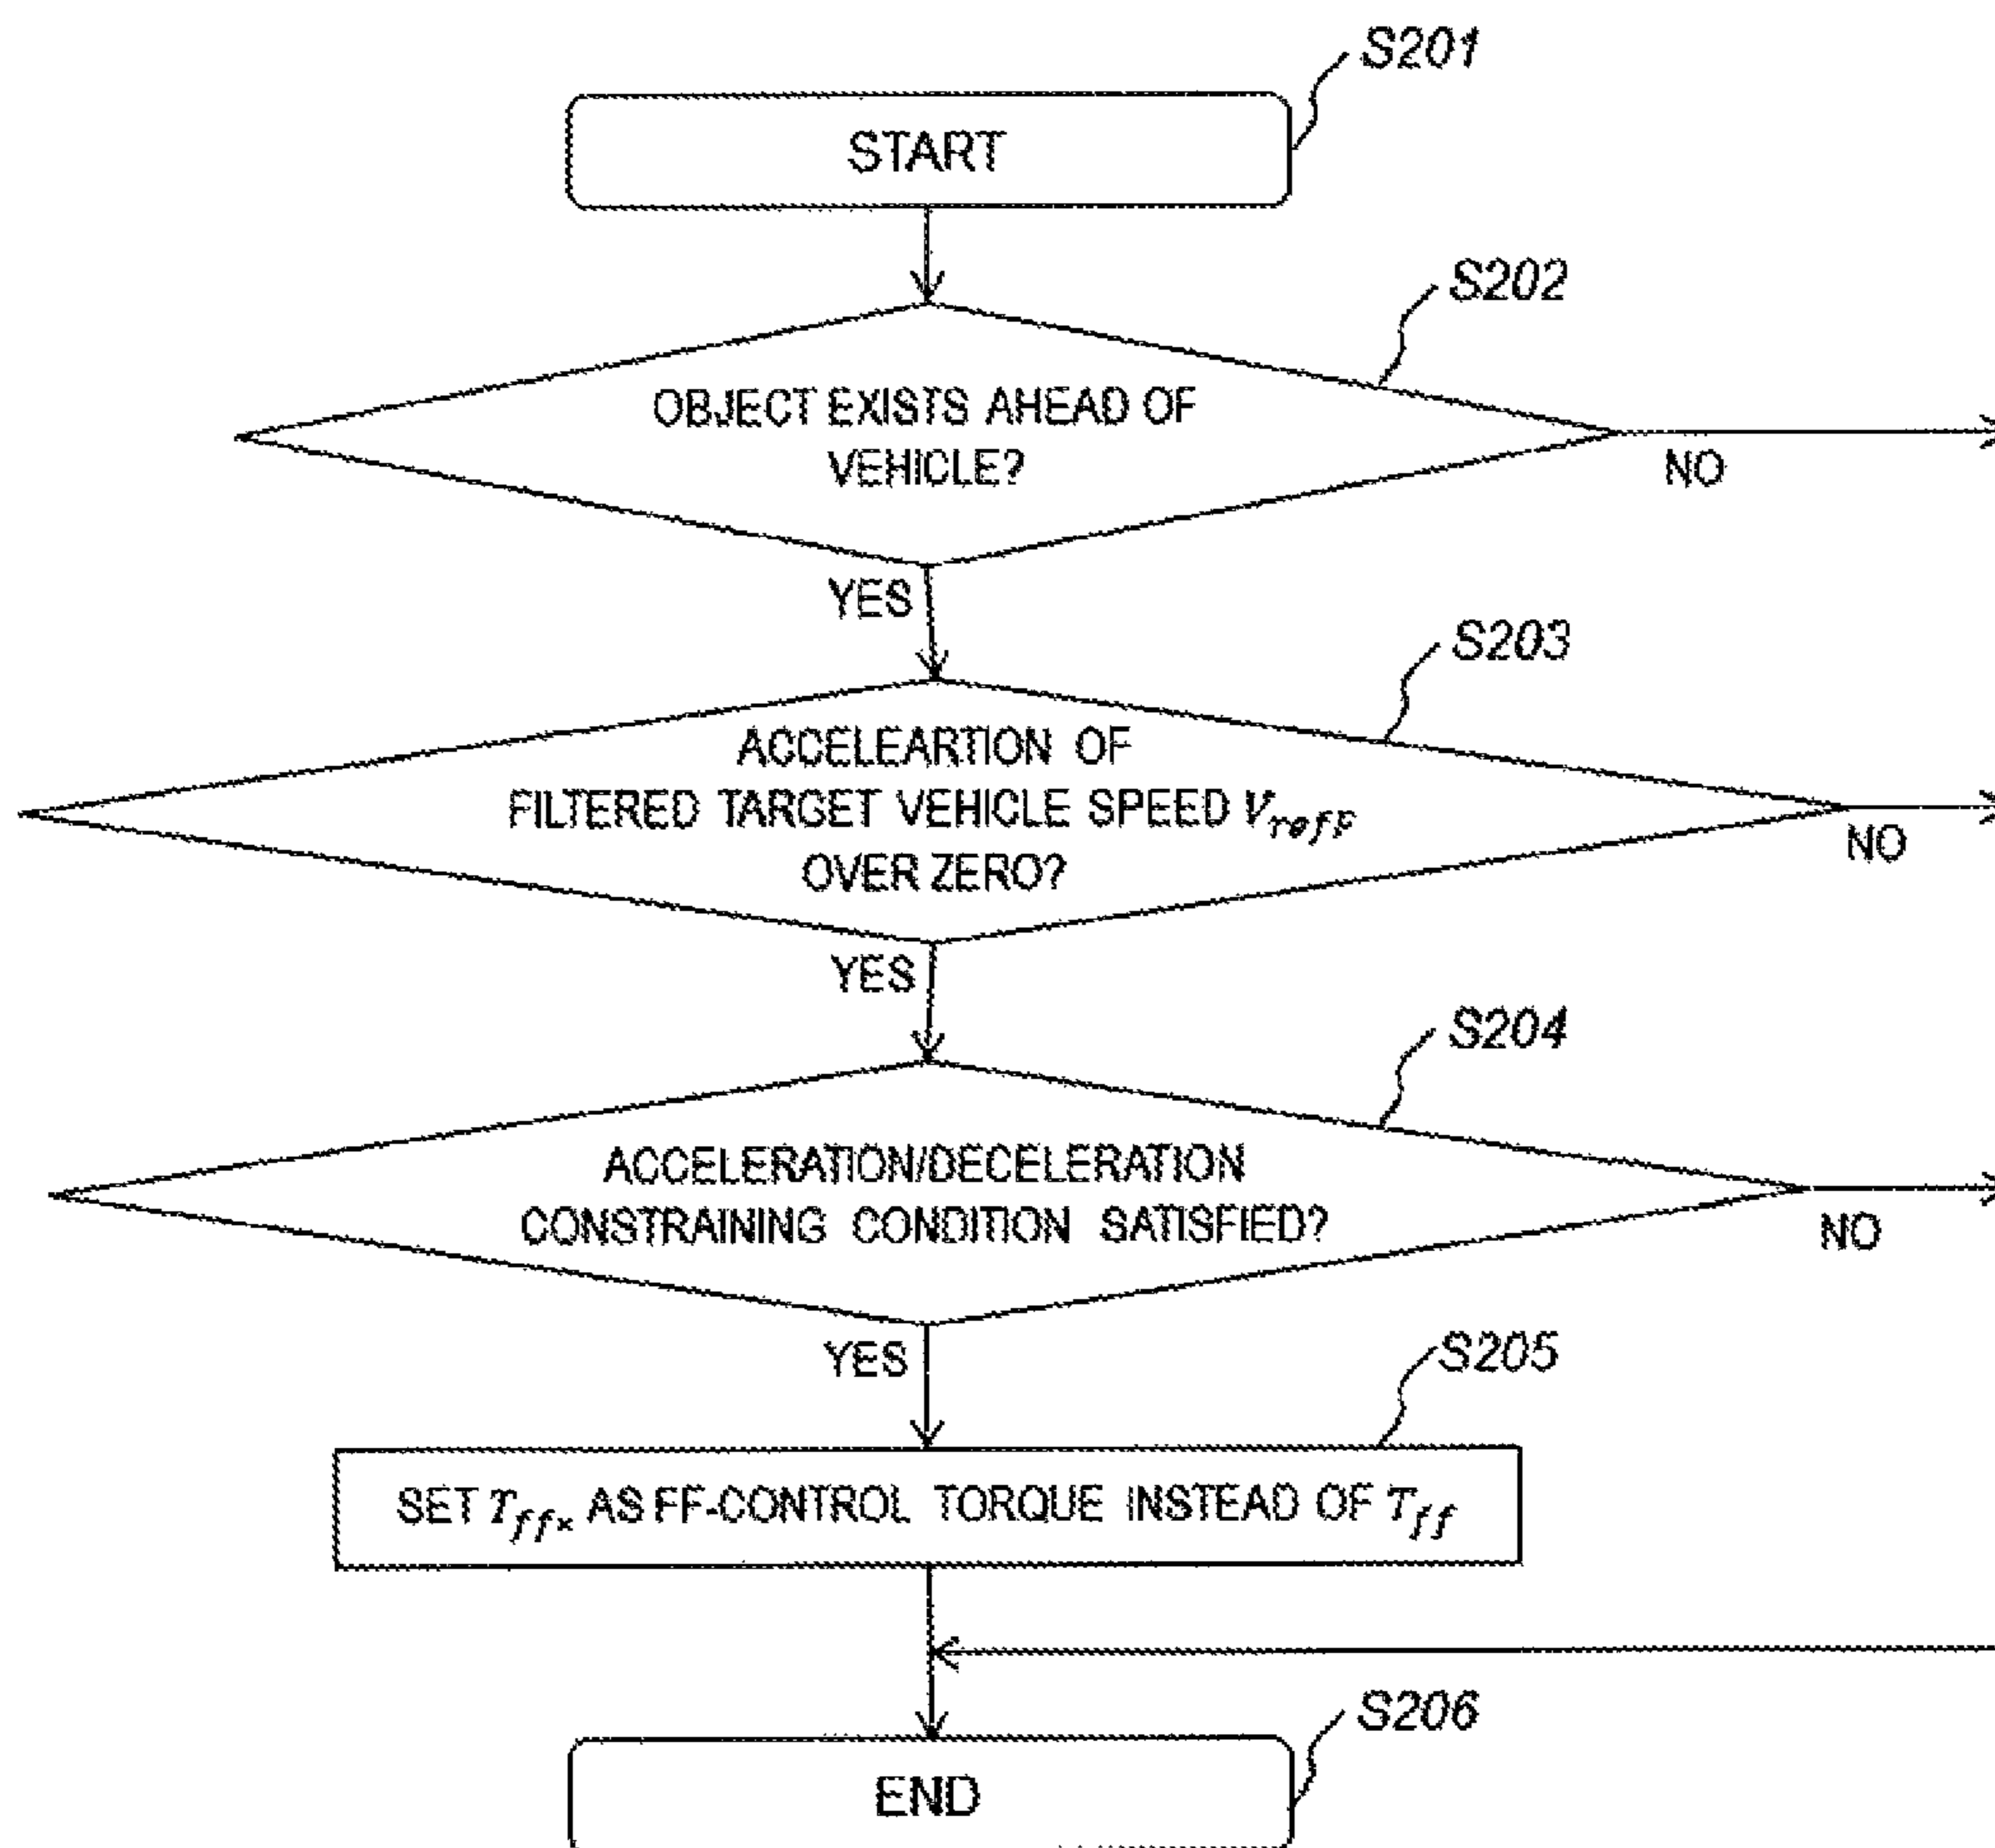 S201
START
S202
OBJECT EXISTS AHEAD OF
VEHICLE?
NO
YES
S203
ACCELEARTION OF
FILTERED TARGET VEHICLE SPEED V_refF
OVER ZERO?
NO
YES
S204
ACCELERATION/DECELERATION
CONSTRAINING CONDITION SATISFIED?
NO
YES
S205
SET T_ff× AS FF-CONTROL TORQUE INSTEAD OF T_ff
S206
END